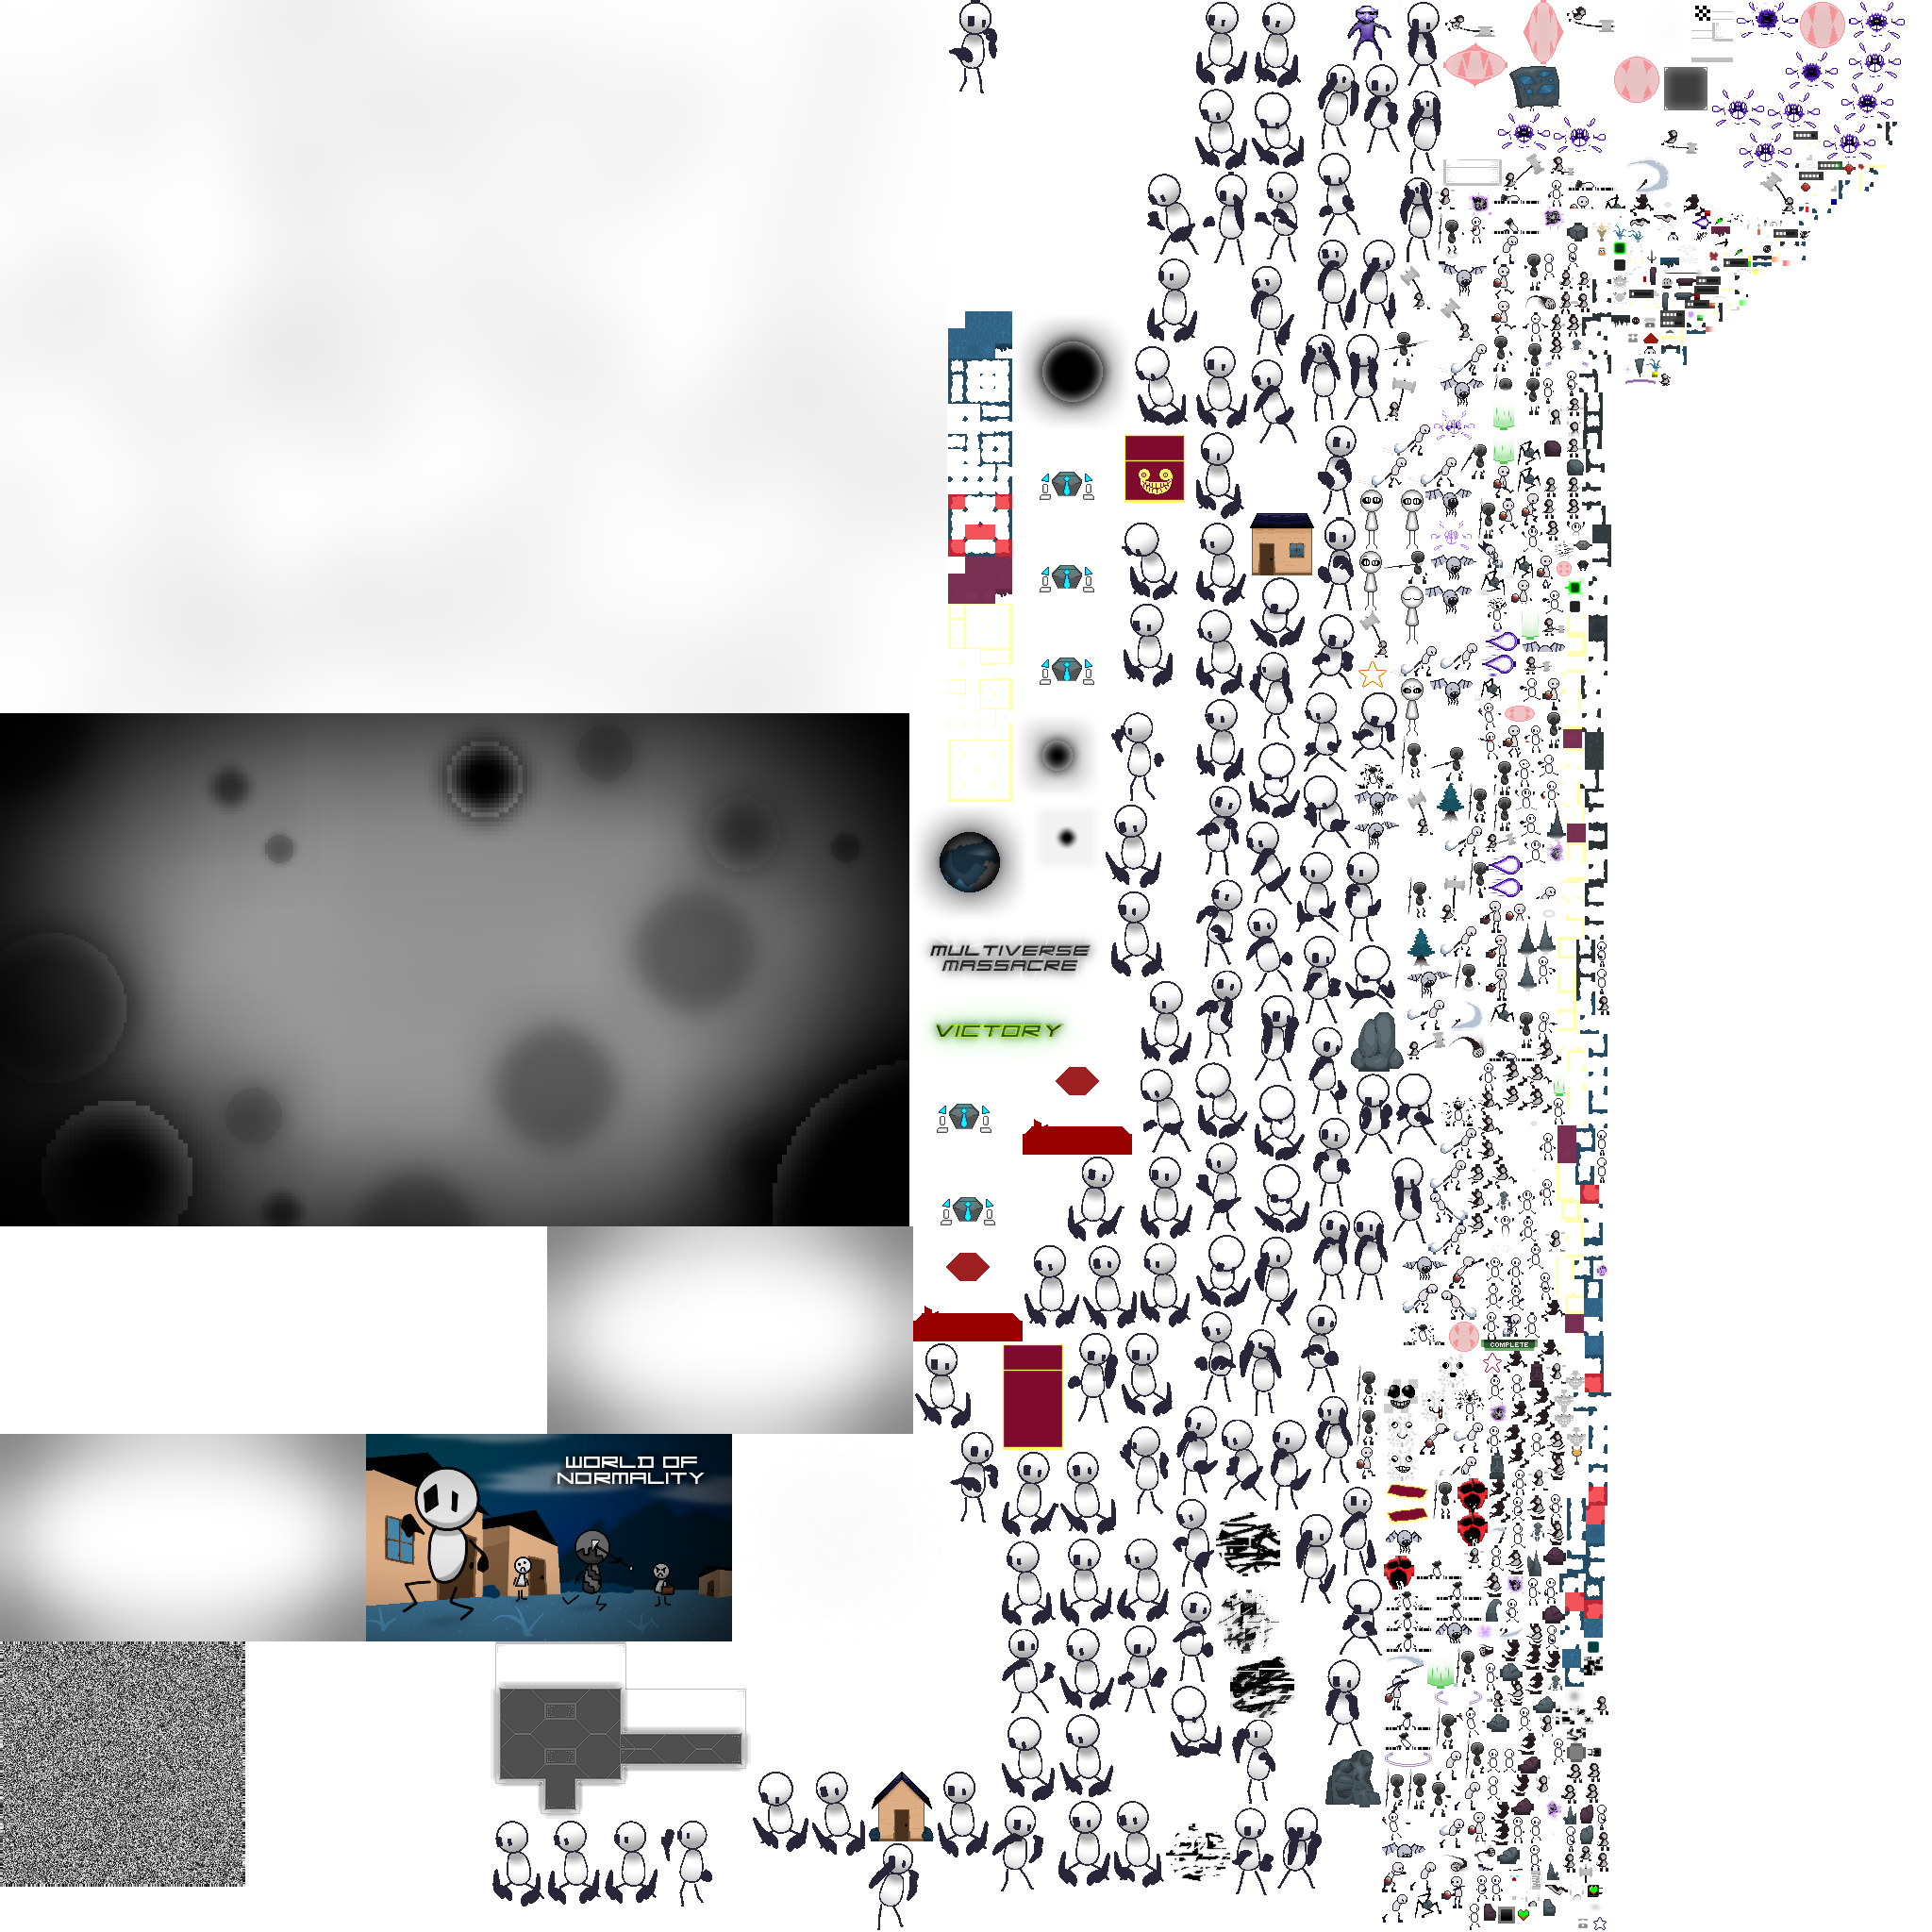 MULTIVERSE
MASSACRE
VICTORY
COMPLETE
WORLD OF
NORMALITY